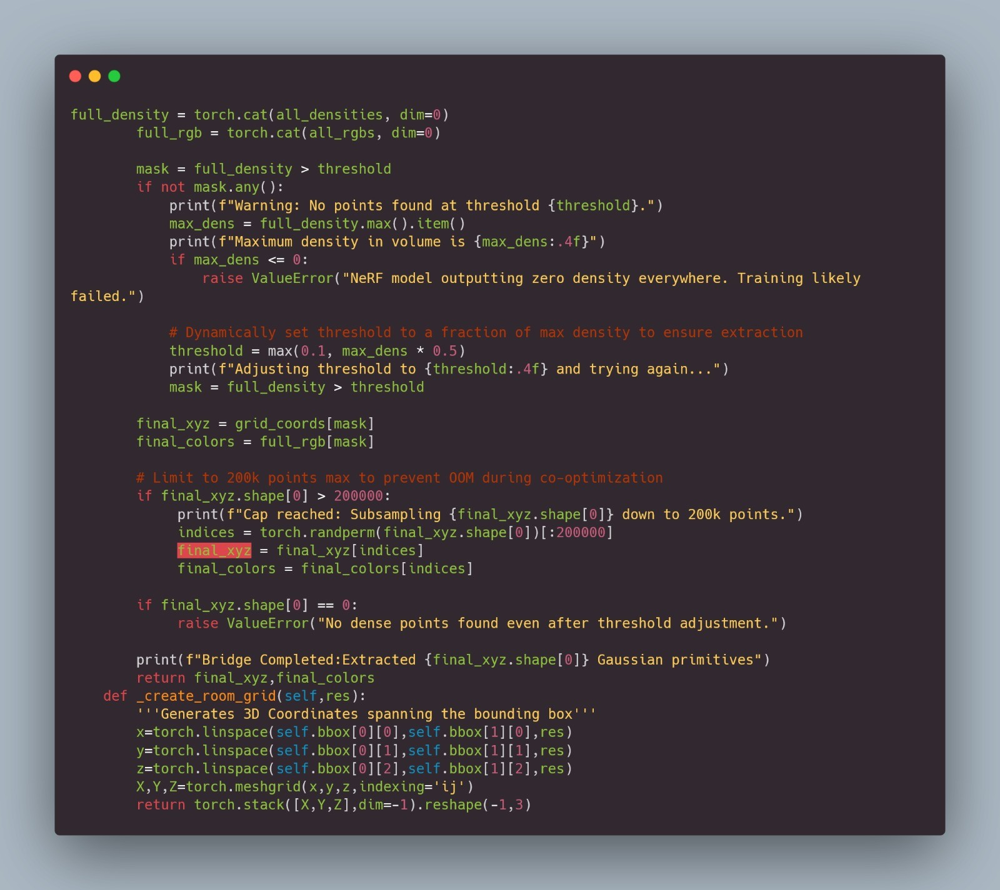 full_density = torch.cat(all_densities, dim=0)
        full_rgb = torch.cat(all_rgbs, dim=0)

        mask = full_density > threshold
        if not mask.any():
            print(f"Warning: No points found at threshold {threshold}.")
            max_dens = full_density.max().item()
            print(f"Maximum density in volume is {max_dens:.4f}")
            if max_dens <= 0:
                raise ValueError("NeRF model outputting zero density everywhere. Training likely
failed.")

            # Dynamically set threshold to a fraction of max density to ensure extraction
            threshold = max(0.1, max_dens * 0.5)
            print(f"Adjusting threshold to {threshold:.4f} and trying again...")
            mask = full_density > threshold

        final_xyz = grid_coords[mask]
        final_colors = full_rgb[mask]

        # Limit to 200k points max to prevent OOM during co-optimization
        if final_xyz.shape[0] > 200000:
             print(f"Cap reached: Subsampling {final_xyz.shape[0]} down to 200k points.")
             indices = torch.randperm(final_xyz.shape[0])[:200000]
             final_xyz = final_xyz[indices]
             final_colors = final_colors[indices]

        if final_xyz.shape[0] == 0:
             raise ValueError("No dense points found even after threshold adjustment.")

        print(f"Bridge Completed:Extracted {final_xyz.shape[0]} Gaussian primitives")
        return final_xyz,final_colors
    def _create_room_grid(self,res):
        '''Generates 3D Coordinates spanning the bounding box'''
        x=torch.linspace(self.bbox[0][0],self.bbox[1][0],res)
        y=torch.linspace(self.bbox[0][1],self.bbox[1][1],res)
        z=torch.linspace(self.bbox[0][2],self.bbox[1][2],res)
        X,Y,Z=torch.meshgrid(x,y,z,indexing='ij')
        return torch.stack([X,Y,Z],dim=-1).reshape(-1,3)